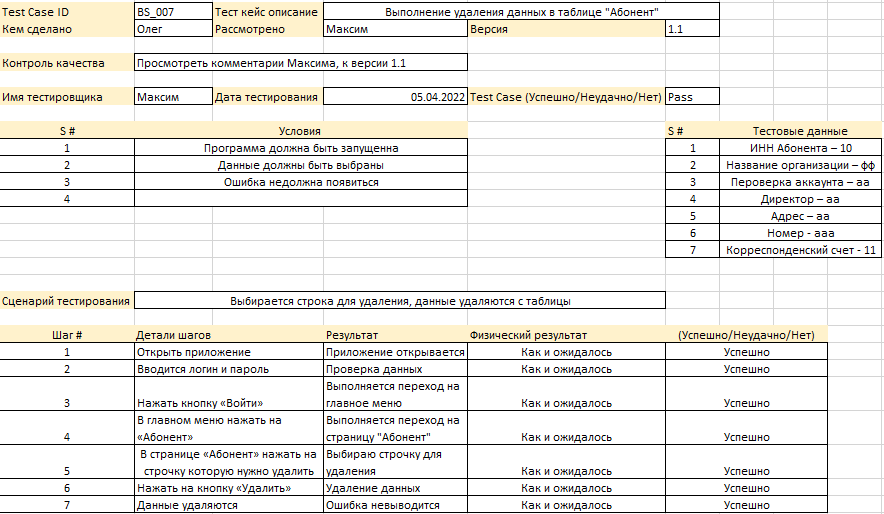 Test Case ID BS_007 Тест кейс описание Выполнение удаления данных в таблице "Абонент"
Кем сделано Олег Рассмотрено Максим Версия 1.1
Контроль качества Просмотреть комментарии Максима, к версии 1.1
Имя тестировщика Максим Дата тестирования 05.04.2022 Test Case (Успешно/Неудачно/Нет) Pass
S # Условия S # Тестовые данные
1 Программа должна быть запущенна 1 ИНН Абонента – 10
2 Данные должны быть выбраны 2 Название организации – фф
3 Ошибка недолжна появиться 3 Пероверка аккаунта – аа
4 4 Директор – аа
5 Адрес – аа
6 Номер - ааа
7 Корреспонденский счет - 11
Сценарий тестирования Выбирается строка для удаления, данные удаляются с таблицы
Шаг # Детали шагов Результат Физический результат (Успешно/Неудачно/Нет)
1 Открыть приложение Приложение открывается Как и ожидалось Успешно
2 Вводится логин и пароль Проверка данных Как и ожидалось Успешно
Выполняется переход на
3 Нажать кнопку «Войти» главное меню Как и ожидалось Успешно
В главном меню нажать на Выполняется переход на
4 «Абонент» страницу "Абонент" Как и ожидалось Успешно
В странице «Абонент» нажать на Выбираю строчку для
5 строчку которую нужно удалить удаления Как и ожидалось Успешно
6 Нажать на кнопку «Удалить» Удаление данных Как и ожидалось Успешно
7 Данные удаляются Ошибка невыводится Как и ожидалось Успешно